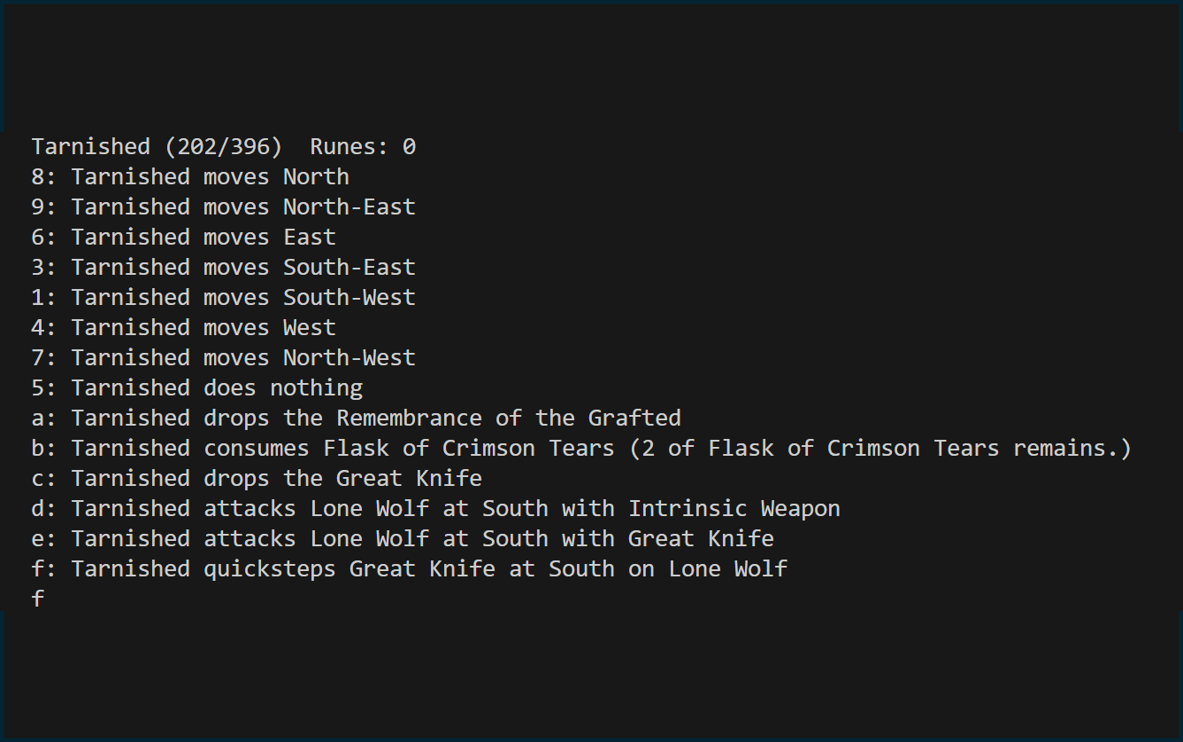 Tarnished (202/396)  Runes: 0
8: Tarnished moves North
9: Tarnished moves North-East
6: Tarnished moves East
3: Tarnished moves South-East
1: Tarnished moves South-West
4: Tarnished moves West
7: Tarnished moves North-West
5: Tarnished does nothing
a: Tarnished drops the Remembrance of the Grafted
b: Tarnished consumes Flask of Crimson Tears (2 of Flask of Crimson Tears remains.)
c: Tarnished drops the Great Knife
d: Tarnished attacks Lone Wolf at South with Intrinsic Weapon
e: Tarnished attacks Lone Wolf at South with Great Knife
f: Tarnished quicksteps Great Knife at South on Lone Wolf
f